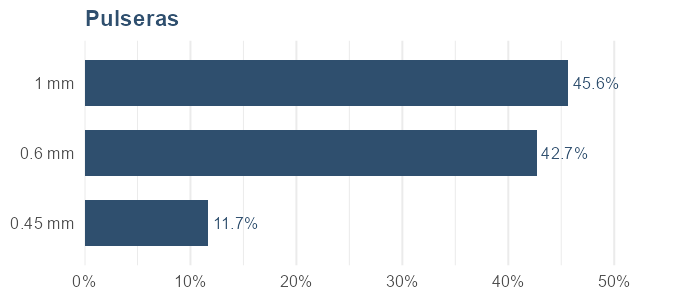 Pulseras
1 mm 45.6%
0.6 mm 42.7%
0.45 mm 11.7%
0% 10% 20% 30% 40% 50%